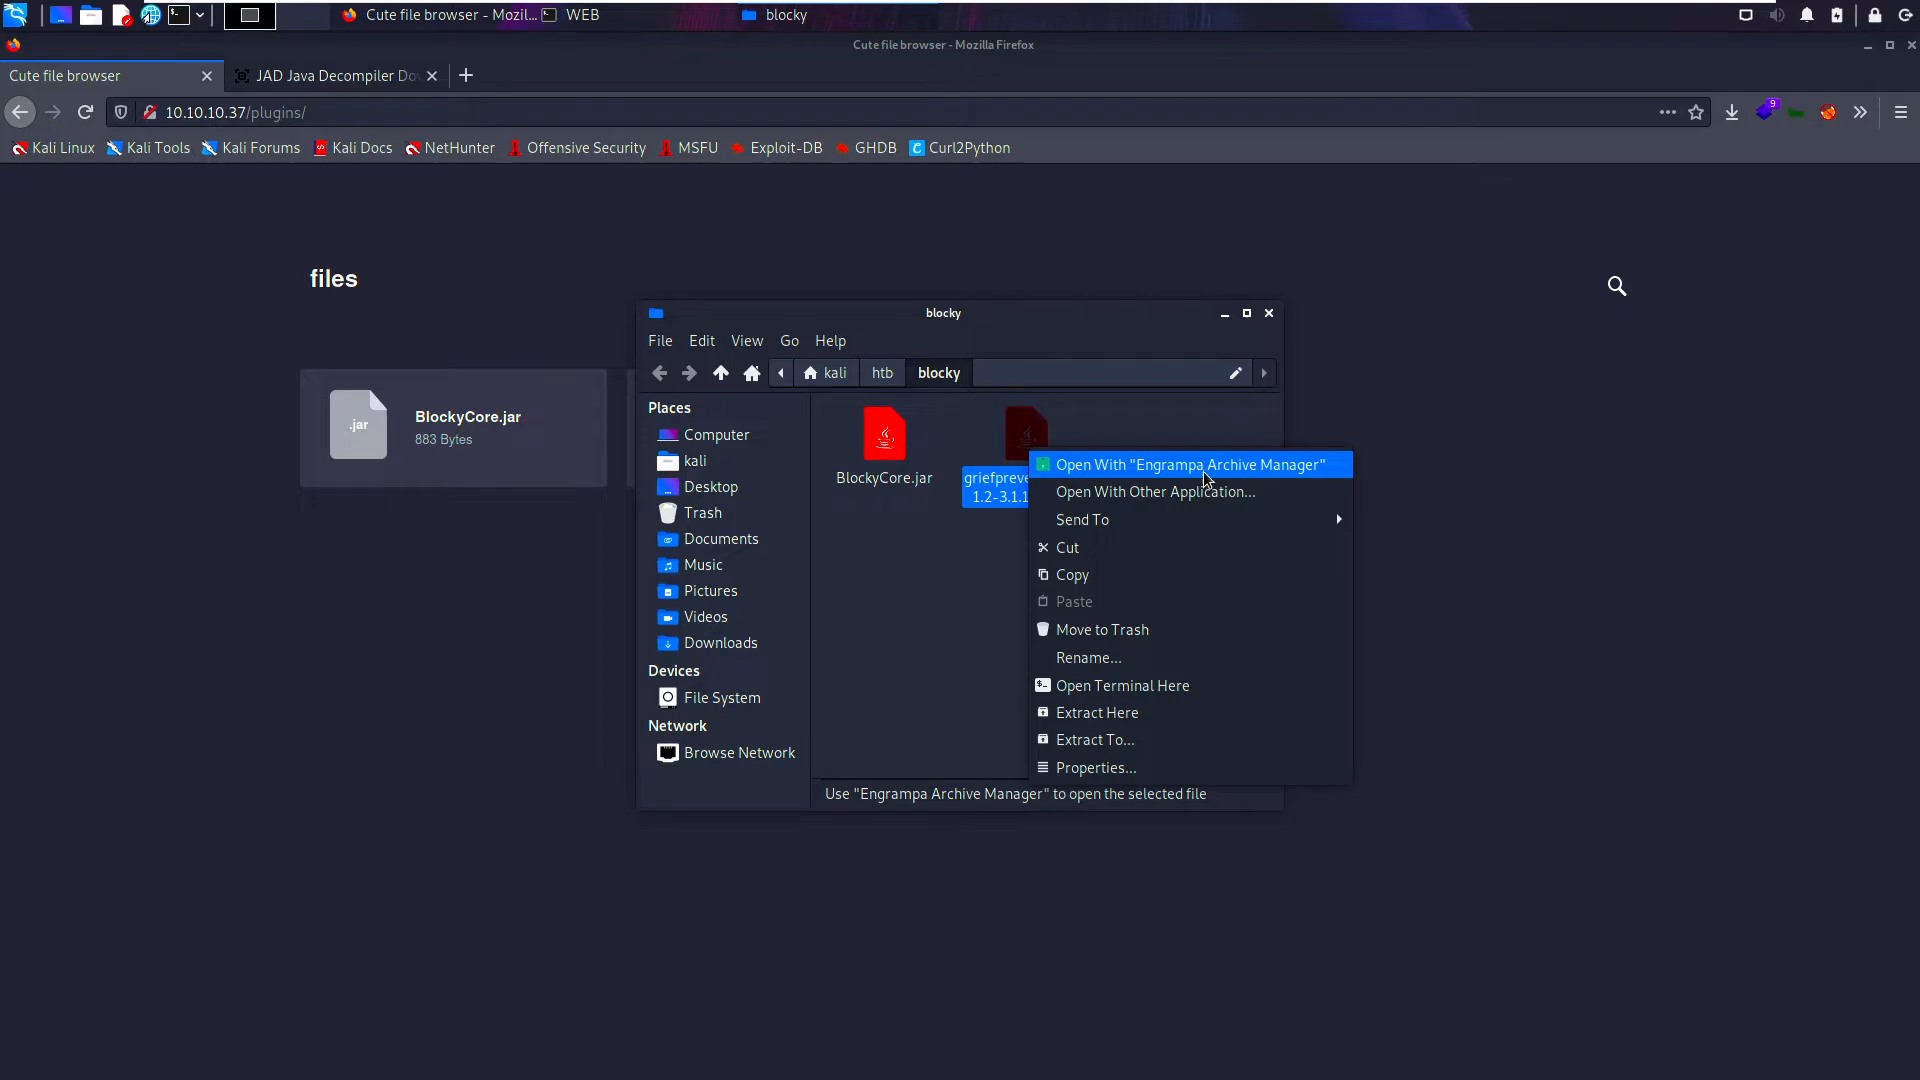 Cute file browser - Mozil...
WEB
blocky
Cute file browser - Mozilla Firefox
Cute file browser
JAD Java Decompiler Do
10.10.10.37/plugins/
9
Kali Linux
Kali Tools
Kali Forums
Kali Docs
NetHunter
Offensive Security
MSFU
Exploit-DB
GHDB
Curl2Python
files
.jar
BlockyCore.jar
883 Bytes
blocky
File
Edit
View
Go
Help
kali
htb
blocky
Places
Computer
kali
Desktop
Trash
Documents
Music
Pictures
Videos
Downloads
Devices
File System
Network
Browse Network
BlockyCore.jar
griefpreve
1.2-3.1.1
Open With "Engrampa Archive Manager"
Open With Other Application...
Send To
Cut
Copy
Paste
Move to Trash
Rename...
Open Terminal Here
Extract Here
Extract To...
Properties...
Use "Engrampa Archive Manager" to open the selected file